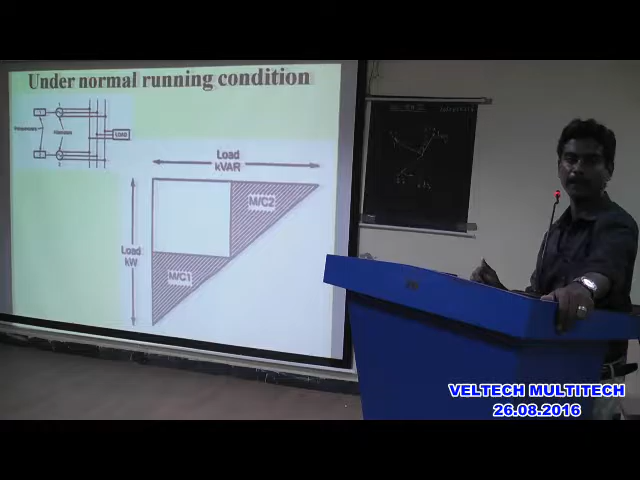 Under normal running condition
LOAD
Load
kVAR
M/C2
Load
kW
M/C1
VELTECH MULTITECH
26.08.2016